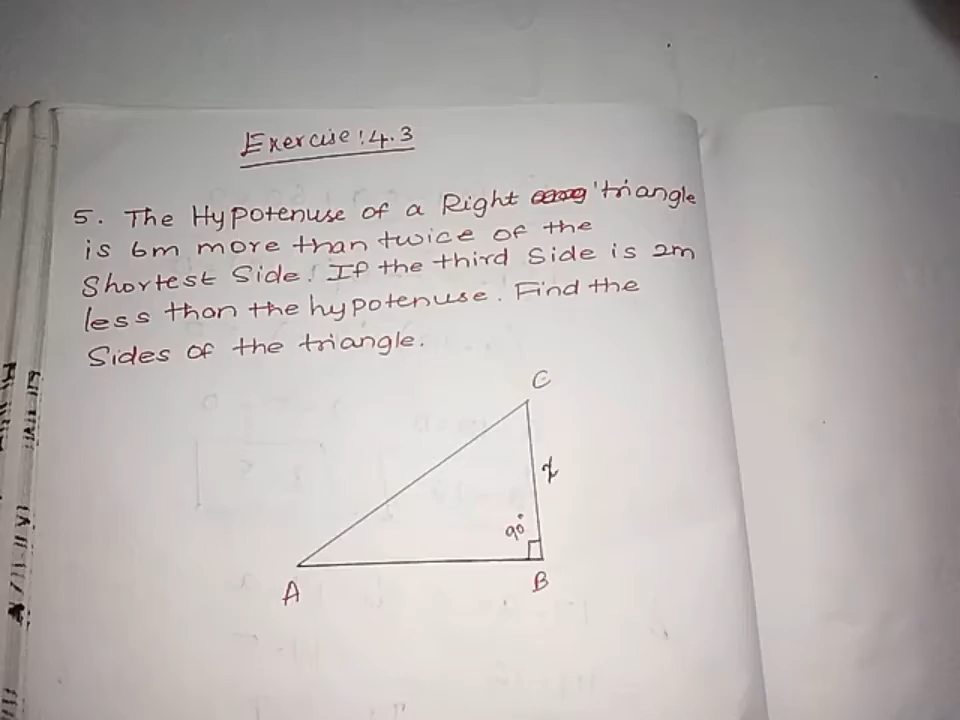 Exercise: 4.3
5. The Hypotenuse of a Right triangle
is 6m more than twice of the
Shortest Side. If the third Side is 2m
less than the hypotenuse. Find the
Sides of the triangle.
C
x
90°
A
B